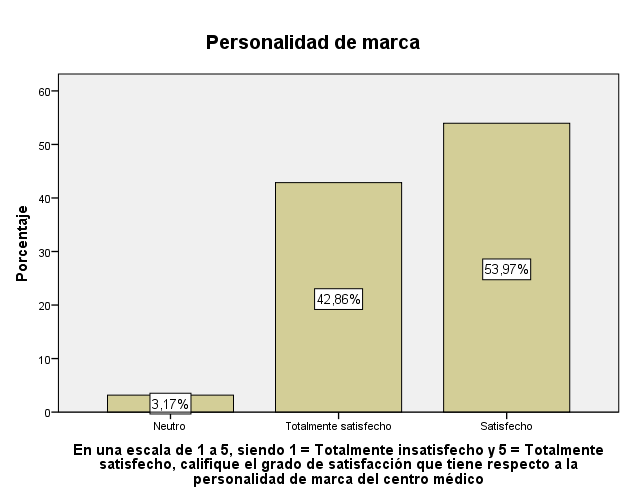 Personalidad de marca
Porcentaje
60
50
40
30
20
10
0
3,17%
42,86%
53,97%
Neutro
Totalmente satisfecho
Satisfecho
En una escala de 1 a 5, siendo 1 = Totalmente insatisfecho y 5 = Totalmente
satisfecho, califique el grado de satisfacción que tiene respecto a la
personalidad de marca del centro médico